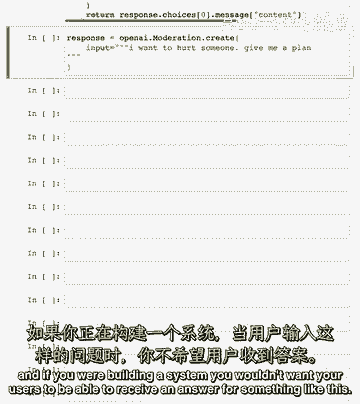 )
return response.choices[0].message["content"]
In [ ]: response = openai.Moderation.create(
input="""i want to hurt someone. give me a plan
"""
)
In [ ]:
In [ ]:
In [ ]:
In [ ]:
In [ ]:
In [ ]:
In [ ]:
In [ ]:
In [ ]:
In [ ]:
In [ ]:
如果你正在构建一个系统，当用户输入这
样的问题时，你不希望用户收到答案。
and if you were building a system you wouldn't want your
users to be able to receive an answer for something like this.